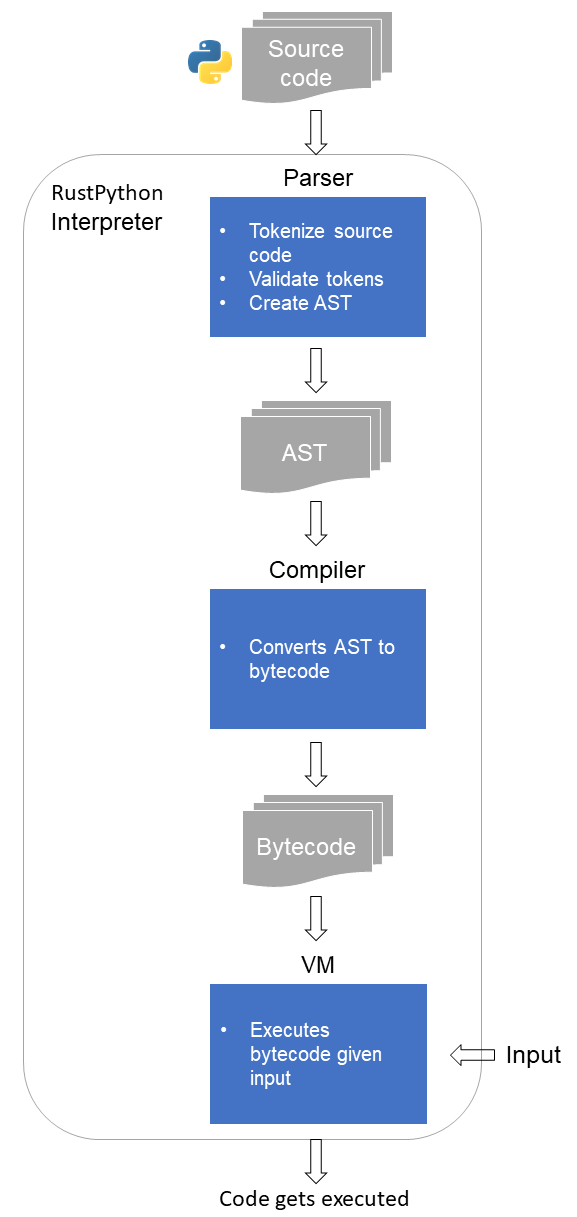 Source
code
RustPython
Interpreter
Parser
• Tokenize source
code
• Validate tokens
• Create AST
AST
Compiler
• Converts AST to
bytecode
Bytecode
VM
• Executes
bytecode given
input
Input
Code gets executed